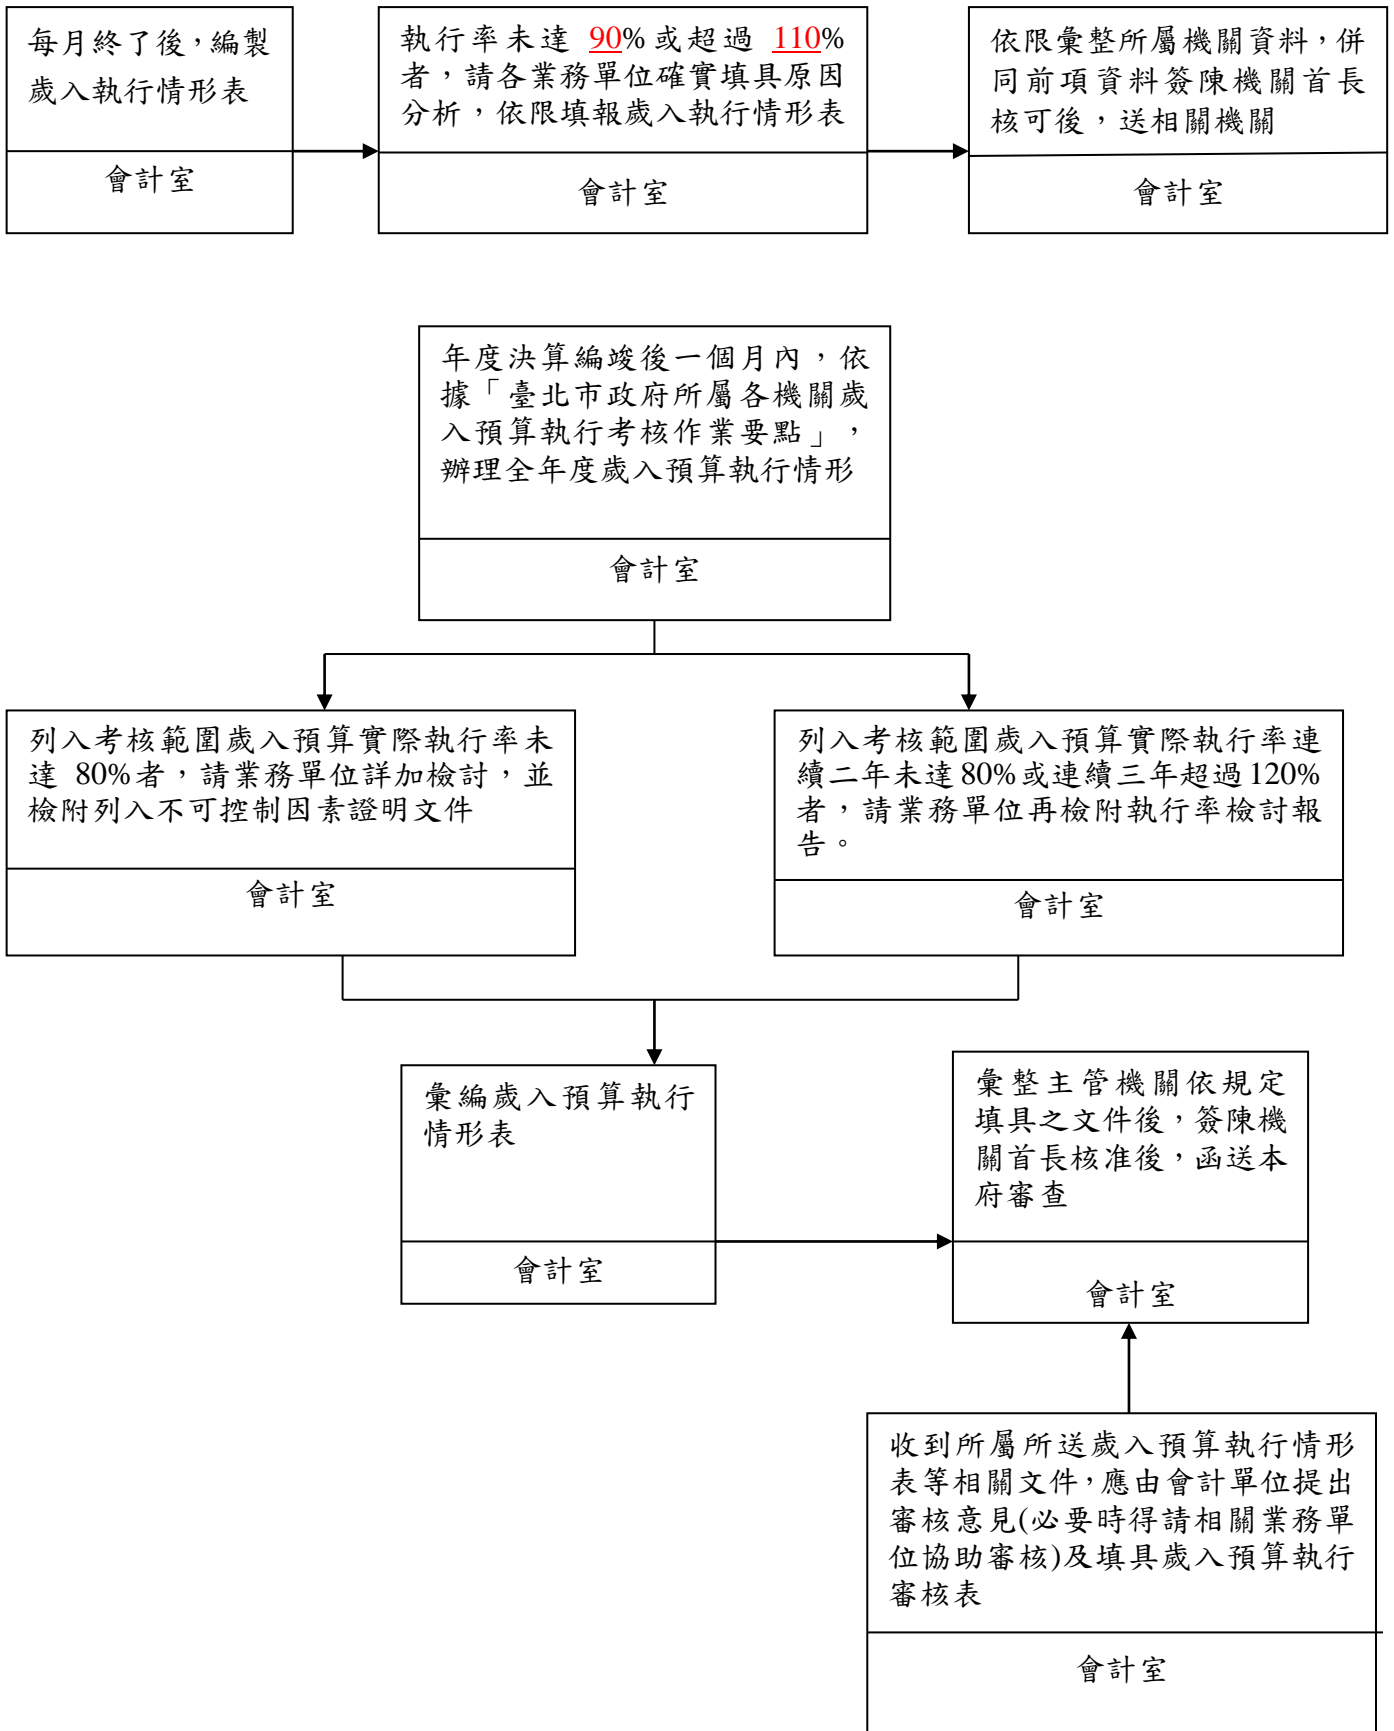 每月終了後，編製
歲入執行情形表
會計室
執行率未達 90%或超過 110%
者，請各業務單位確實填具原因
分析，依限填報歲入執行情形表
會計室
依限彙整所屬機關資料，併
同前項資料簽陳機關首長
核可後，送相關機關
會計室
年度決算編竣後一個月內，依
據「臺北市政府所屬各機關歲
入預算執行考核作業要點」，
辦理全年度歲入預算執行情形
會計室
列入考核範圍歲入預算實際執行率未
達 80%者，請業務單位詳加檢討，並
檢附列入不可控制因素證明文件
會計室
列入考核範圍歲入預算實際執行率連
續二年未達 80%或連續三年超過 120%
者，請業務單位再檢附執行率檢討報
告。
會計室
彙編歲入預算執行
情形表
會計室
彙整主管機關依規定
填具之文件後，簽陳機
關首長核准後，函送本
府審查
會計室
收到所屬所送歲入預算執行情形
表等相關文件，應由會計單位提出
審核意見(必要時得請相關業務單
位協助審核)及填具歲入預算執行
審核表
會計室